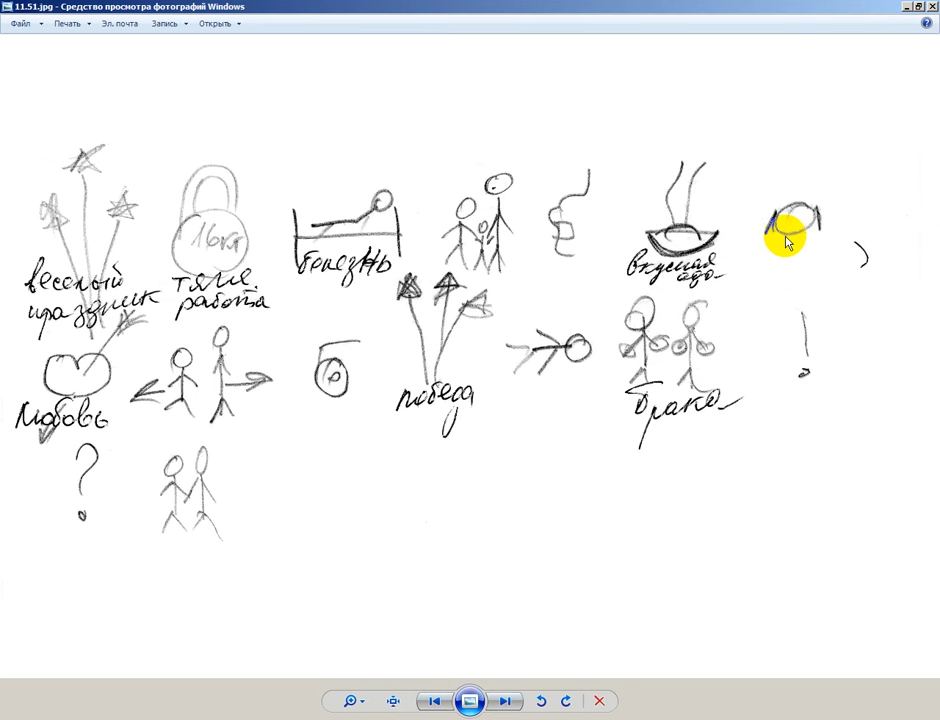 11.51.jpg - Средство просмотра фотографий Windows
Файл Печать Эл. почта Запись Открыть
16кг
веселый
праздник
тяж.
работа
болезнь
вкусная
еда
победа
любовь
драка
!
?